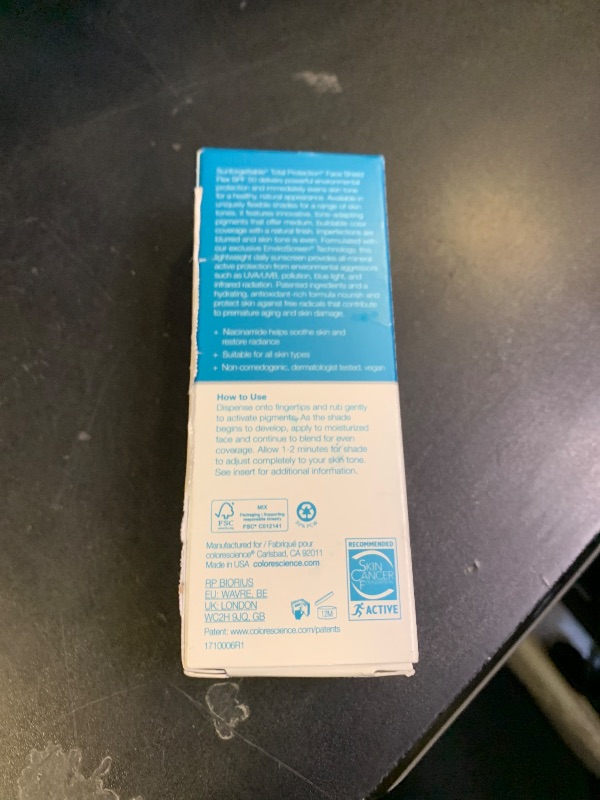 Sunforgettable® Total Protection® Face Shield
Flex SPF 50 delivers powerful environmental
protection and immediately evens skin tone
for a healthy, natural appearance. Available in
uniquely flexible shades for a range of skin
tones, it features innovative, tone-adapting
pigments that offer medium, buildable color
coverage with a natural finish. Imperfections are
blurred and skin tone is even. Formulated with
our exclusive EnviroScreen® Technology, this
lightweight daily sunscreen provides all-mineral
active protection from environmental aggressors
such as UVA/UVB, pollution, blue light, and
infrared radiation. Patented ingredients and a
hydrating, antioxidant-rich formula nourish and
protect skin against free radicals that contribute
to premature aging and skin damage.
+ Niacinamide helps soothe skin and
restore radiance
+ Suitable for all skin types
+ Non-comedogenic, dermatologist tested, vegan
How to Use
Dispense onto fingertips and rub gently
to activate pigments. As the shade
begins to develop, apply to moisturized
face and continue to blend for even
coverage. Allow 1-2 minutes for shade
to adjust completely to your skin tone.
See insert for additional information.
FSC
MIX
Packaging | Supporting
responsible forestry
FSC® C012141
Manufactured for / Fabriqué pour
colorescience® Carlsbad, CA 92011
Made in USA colorescience.com
RP BIORIUS
EU: WAVRE, BE
UK: LONDON
WC2H 9JQ, GB
12M
Patent: www.colorescience.com/patents
1710006R1
RECOMMENDED
SKIN
CANCER
FOUNDATION
ACTIVE